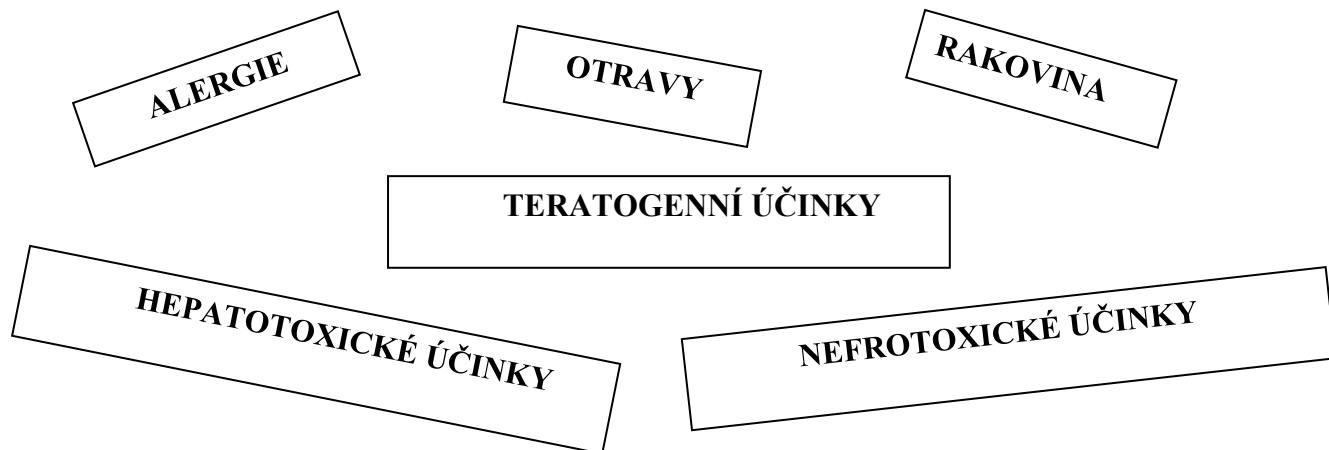 ALERGIE
OTRAVY
RAKOVINA
TERATOGENNÍ ÚČINKY
HEPATOTOXICKÉ ÚČINKY
NEFROTOXICKÉ ÚČINKY